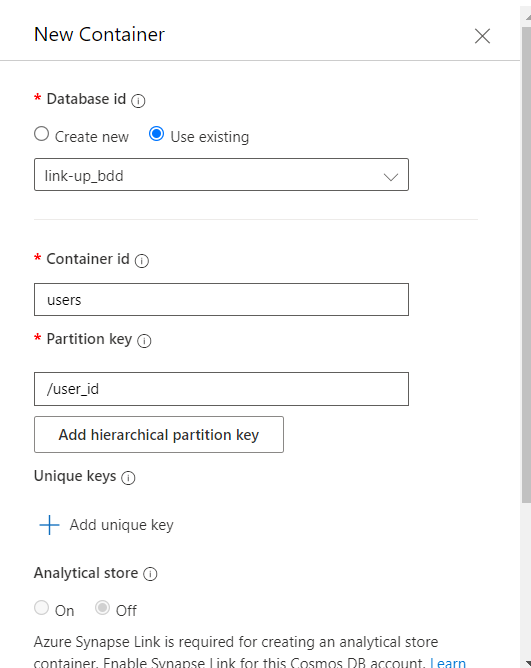 New Container
* Database id
Create new Use existing
link-up_bdd
* Container id
users
* Partition key
/user_id
Add hierarchical partition key
Unique keys
Add unique key
Analytical store
On Off
Azure Synapse Link is required for creating an analytical store
container. Enable Synapse Link for this Cosmos DB account. Learn